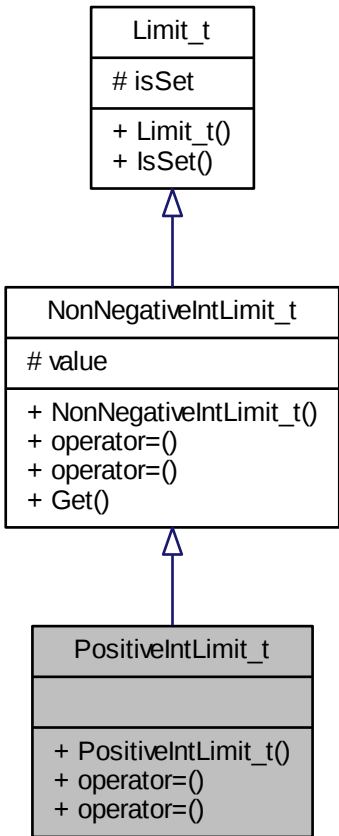 Limit_t
# isSet
+ Limit_t()
+ IsSet()
NonNegativeIntLimit_t
# value
+ NonNegativeIntLimit_t()
+ operator=()
+ operator=()
+ Get()
PositiveIntLimit_t
+ PositiveIntLimit_t()
+ operator=()
+ operator=()